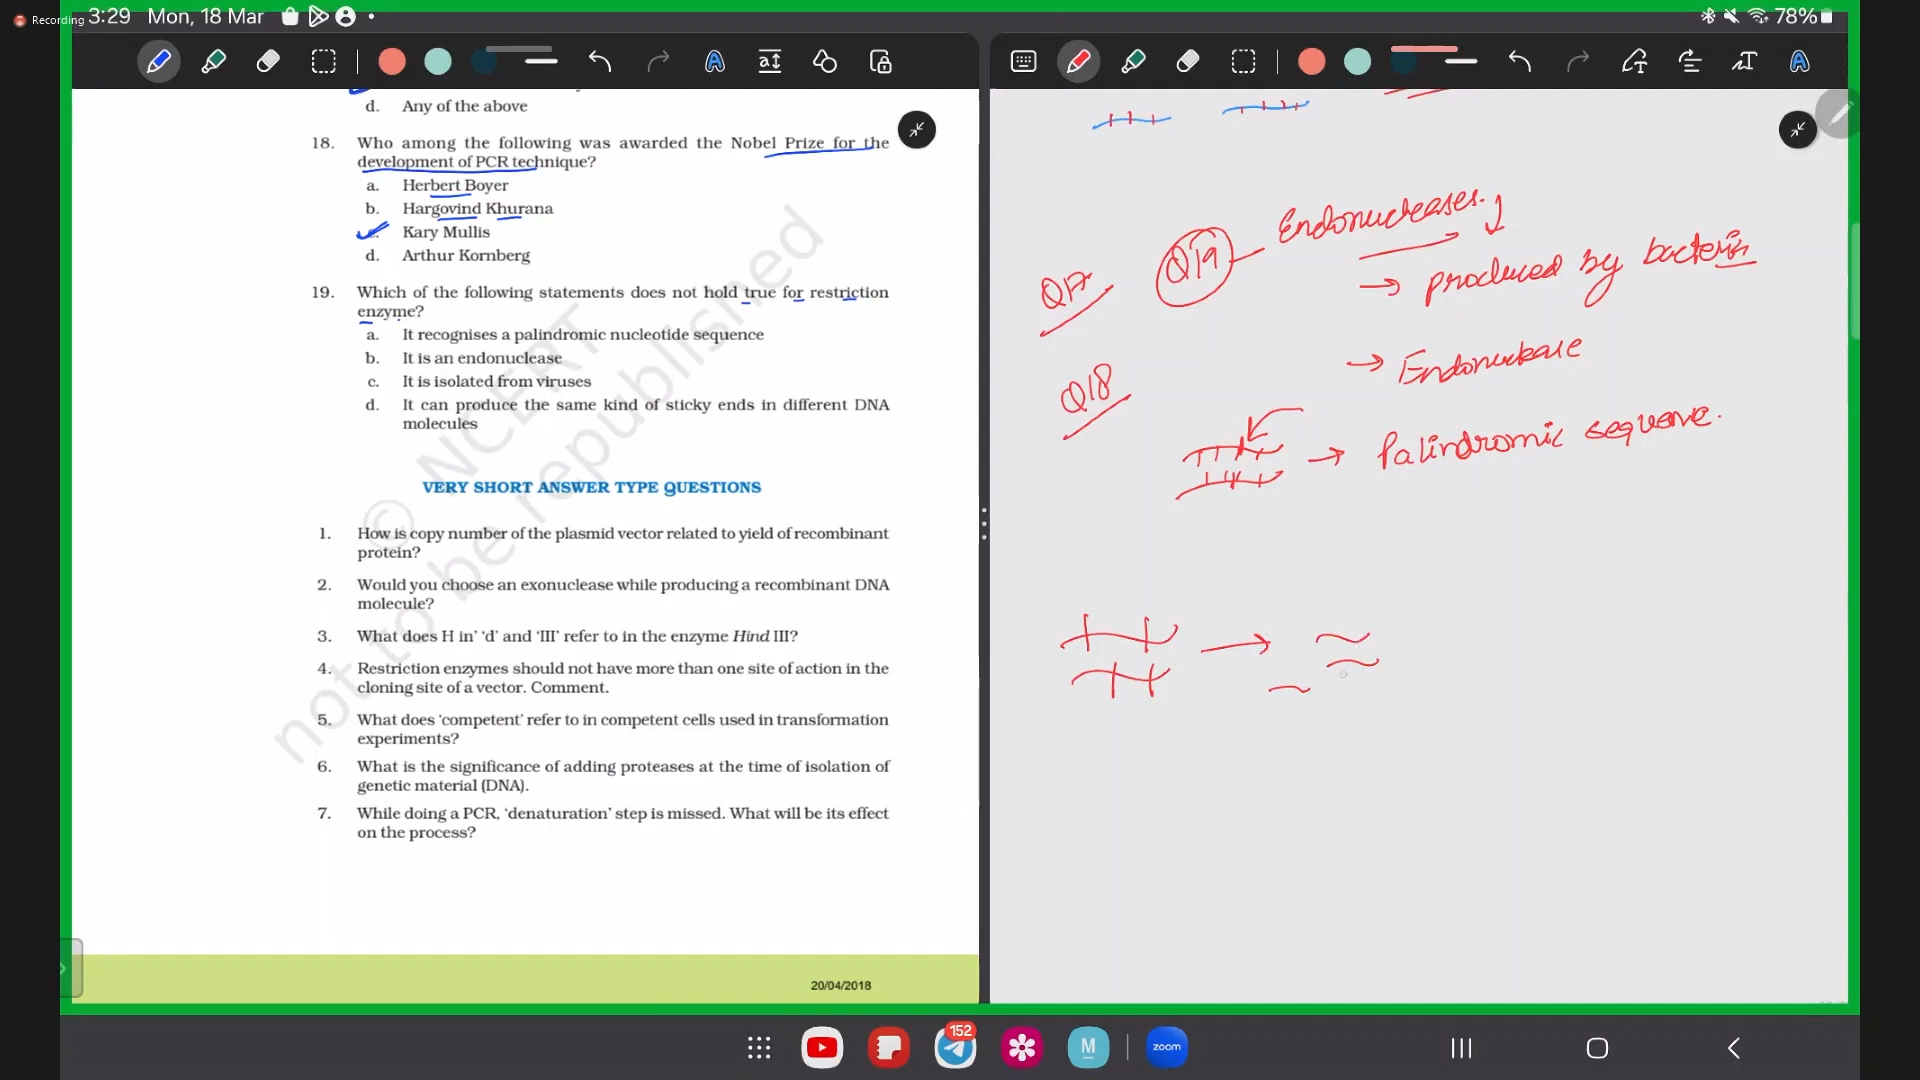 Recording 3:29 Mon, 18 Mar
78%
d. Any of the above
18. Who among the following was awarded the Nobel Prize for the
development of PCR technique?
a. Herbert Boyer
b. Hargovind Khurana
Kary Mullis
d. Arthur Kornberg
19. Which of the following statements does not hold true for restriction
enzyme?
a. It recognises a palindromic nucleotide sequence
b. It is an endonuclease
c. It is isolated from viruses
d. It can produce the same kind of sticky ends in different DNA
molecules
VERY SHORT ANSWER TYPE QUESTIONS
1. How is copy number of the plasmid vector related to yield of recombinant
protein?
2. Would you choose an exonuclease while producing a recombinant DNA
molecule?
3. What does H in’ ‘d’ and ‘III’ refer to in the enzyme Hind III?
4. Restriction enzymes should not have more than one site of action in the
cloning site of a vector. Comment.
5. What does ‘competent’ refer to in competent cells used in transformation
experiments?
6. What is the significance of adding proteases at the time of isolation of
genetic material (DNA).
7. While doing a PCR, ‘denaturation’ step is missed. What will be its effect
on the process?
© NCERT
not to be republished
20/04/2018
Q17
Q19 Endonucleases.
→ produced by bacteria
→ Endonuclease
Q18
→ Palindromic sequence.
152
M
zoom